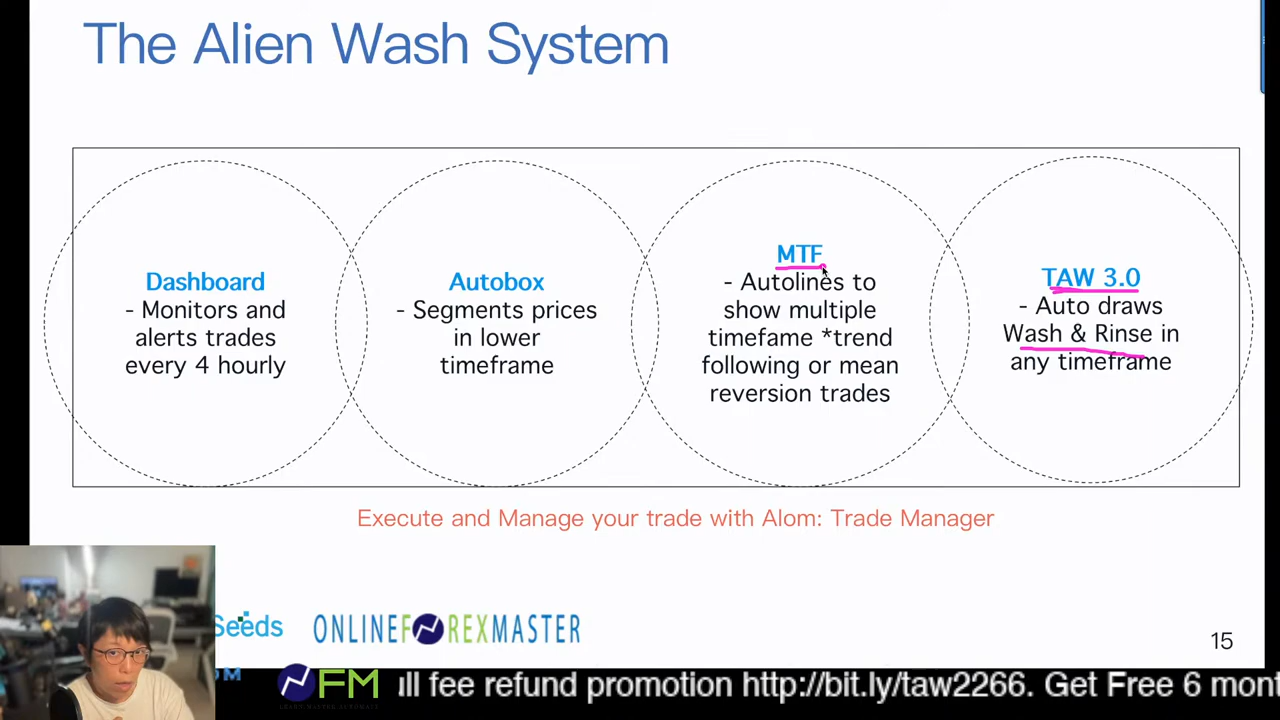 The Alien Wash System
Dashboard
- Monitors and
alerts trades
every 4 hourly
Autobox
- Segments prices
in lower
timeframe
MTF
- Autolines to
show multiple
timefame *trend
following or mean
reversion trades
TAW 3.0
- Auto draws
Wash & Rinse in
any timeframe
Execute and Manage your trade with Alom: Trade Manager
Seeds
ONLINEFOREXMASTER
15
OM
FM
ull fee refund promotion http://bit.ly/taw2266. Get Free 6 mont